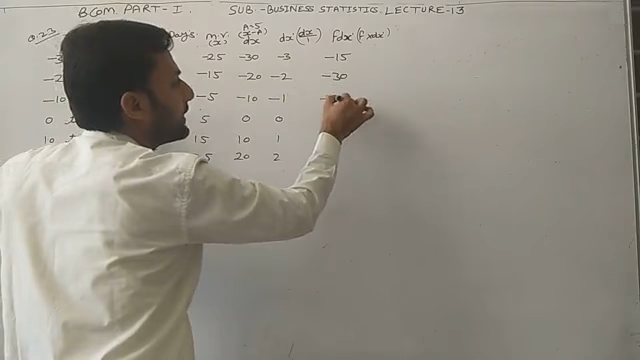 BCOM. PART-I. SUB.-BUSINESS STATISTICS. LECTURE-13
A=5
Q.23 Days. m.v. (x) (x-A) dx dx' (dx/i) fdx' (f×dx')
-3 -25 -30 -3 -15
-2 -15 -20 -2 -30
-10 -5 -10 -1 -
0 t 5 0 0
10 t 15 10 1
5 20 2